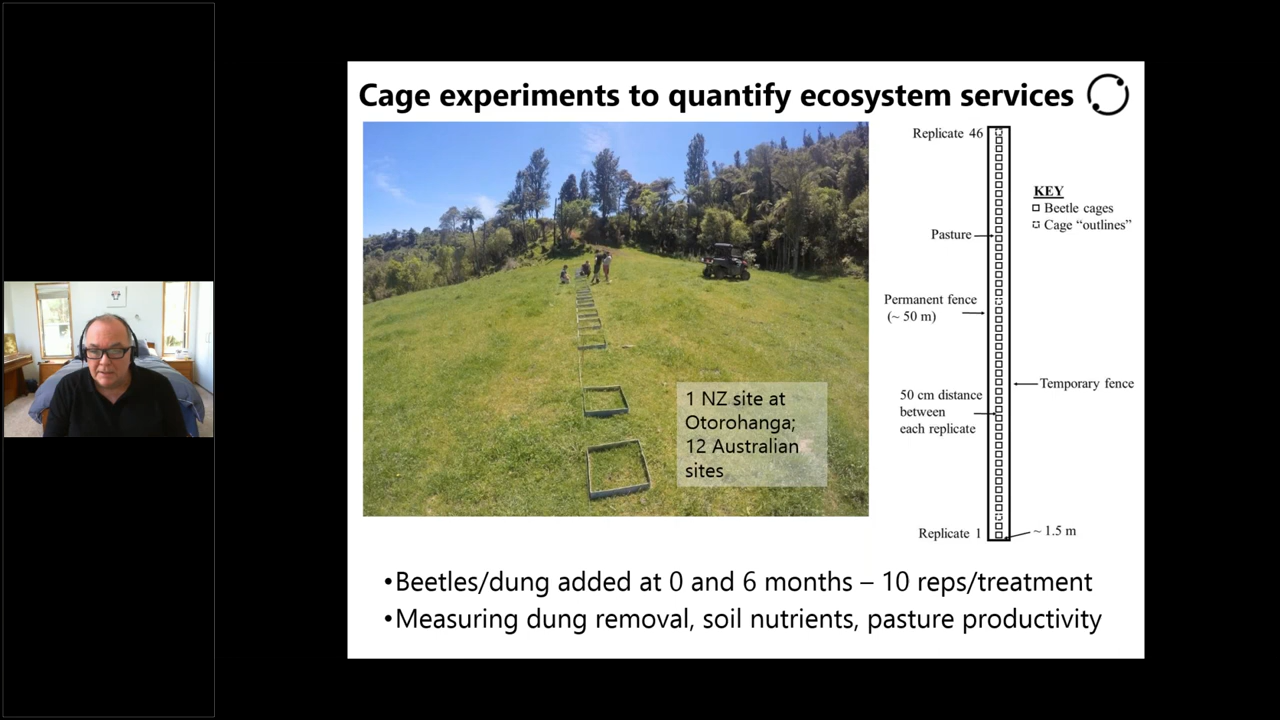 Cage experiments to quantify ecosystem services
1 NZ site at
Otorohanga;
12 Australian
sites
Replicate 46
KEY
Beetle cages
Cage “outlines”
Pasture
Permanent fence
(~ 50 m)
Temporary fence
50 cm distance
between
each replicate
Replicate 1
~ 1.5 m
•Beetles/dung added at 0 and 6 months – 10 reps/treatment
•Measuring dung removal, soil nutrients, pasture productivity